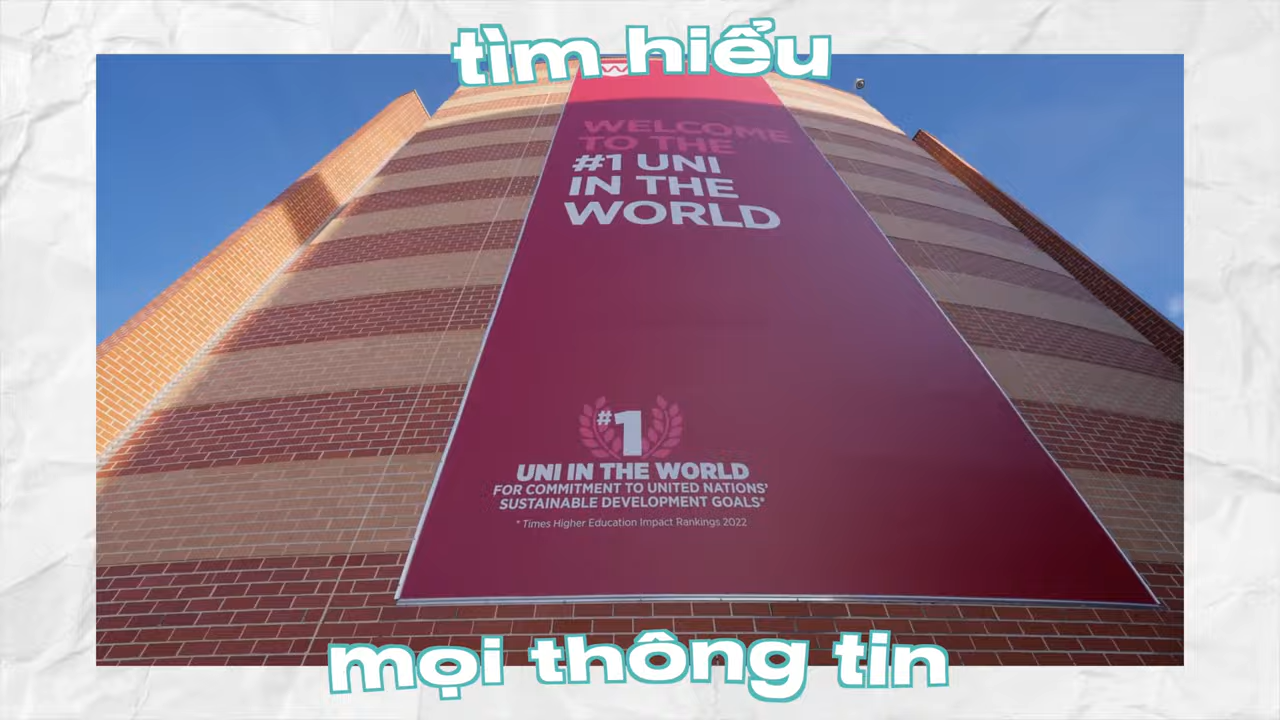 tìm hiểu
WELCOME
TO THE
#1 UNI
IN THE
WORLD
#1
UNI IN THE WORLD
FOR COMMITMENT TO UNITED NATIONS'
SUSTAINABLE DEVELOPMENT GOALS*
* Times Higher Education Impact Rankings 2022
mọi thông tin